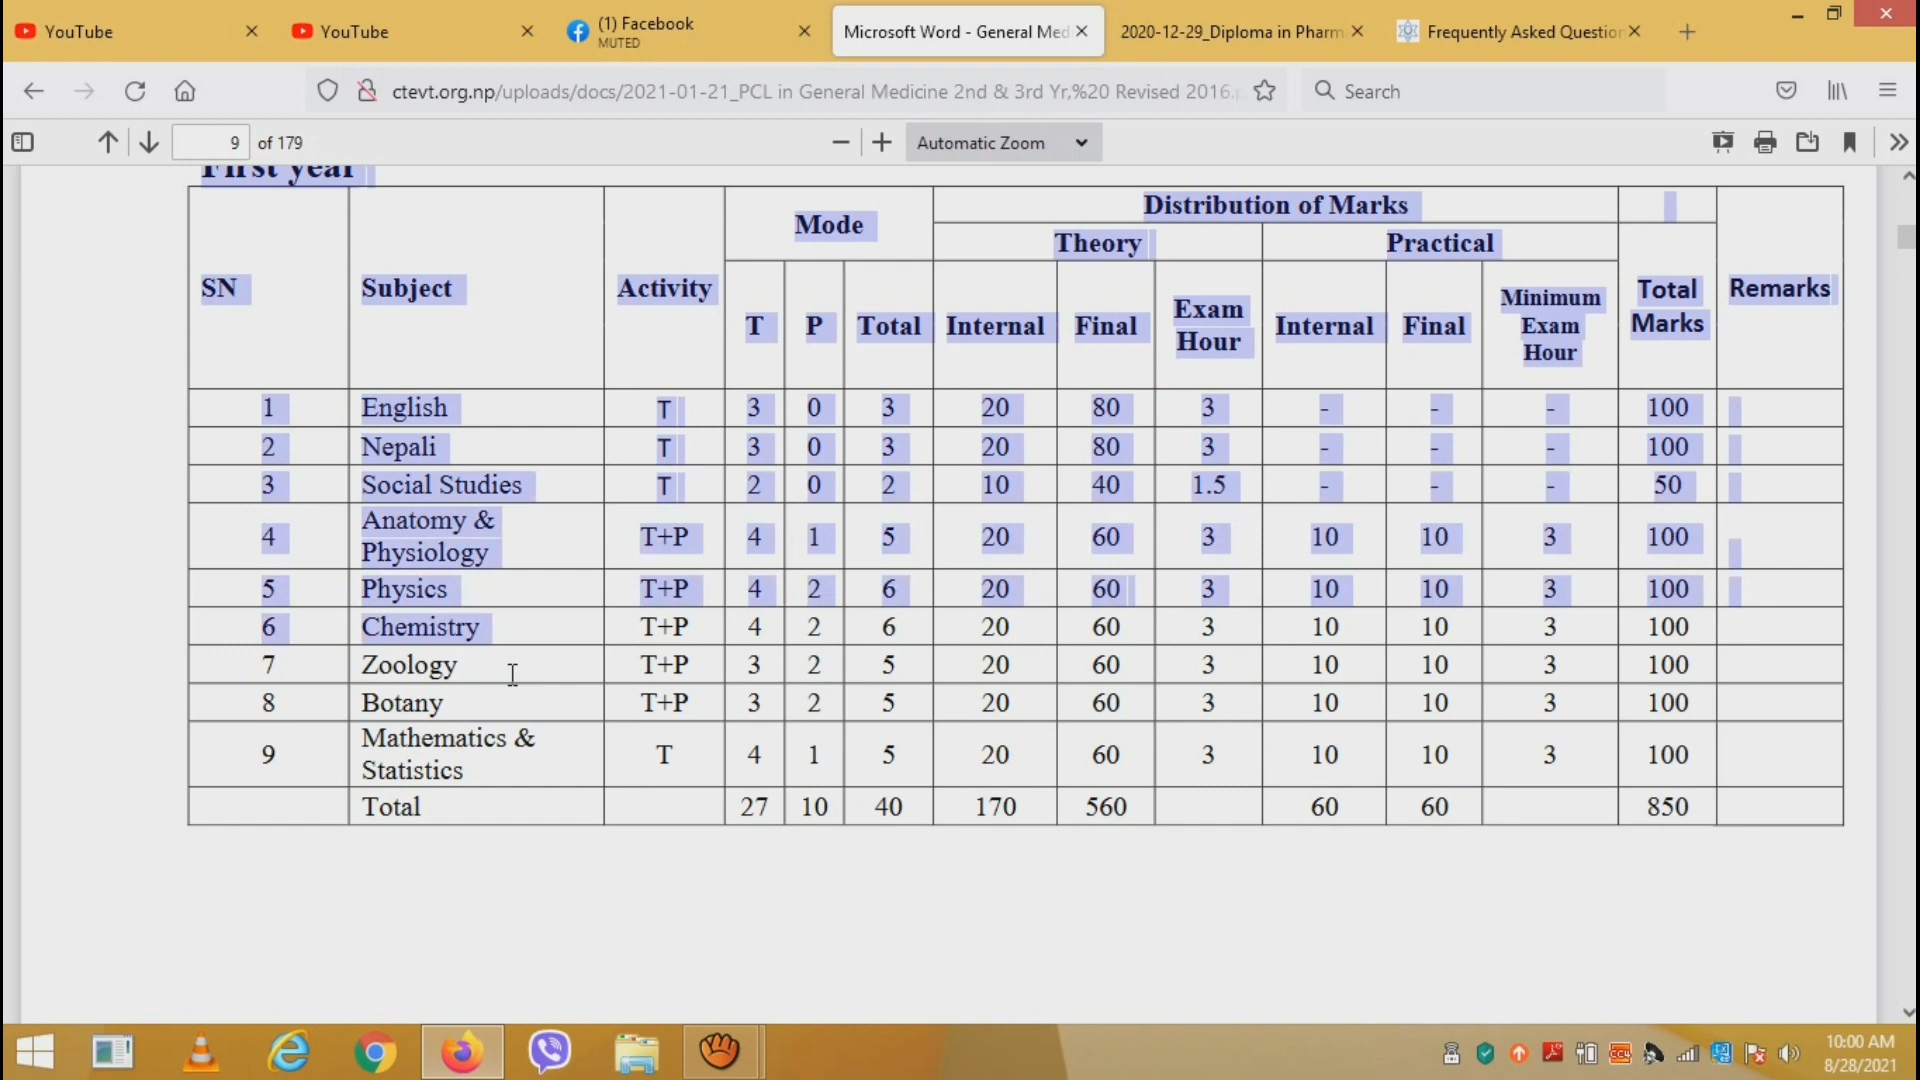 YouTube
YouTube
(1) Facebook
MUTED
Microsoft Word - General Med
2020-12-29_Diploma in Pharm
Frequently Asked Question
ctevt.org.np/uploads/docs/2021-01-21_PCL in General Medicine 2nd & 3rd Yr,%20 Revised 2016.p
Search
9 of 179
Automatic Zoom
First year
SN Subject Activity Mode Distribution of Marks Total Marks Remarks
Theory Practical
T P Total Internal Final Exam Hour Internal Final Minimum Exam Hour
1 English T 3 0 3 20 80 3 - - - 100
2 Nepali T 3 0 3 20 80 3 - - - 100
3 Social Studies T 2 0 2 10 40 1.5 - - - 50
4 Anatomy & Physiology T+P 4 1 5 20 60 3 10 10 3 100
5 Physics T+P 4 2 6 20 60 3 10 10 3 100
6 Chemistry T+P 4 2 6 20 60 3 10 10 3 100
7 Zoology T+P 3 2 5 20 60 3 10 10 3 100
8 Botany T+P 3 2 5 20 60 3 10 10 3 100
9 Mathematics & Statistics T 4 1 5 20 60 3 10 10 3 100
Total 27 10 40 170 560 60 60 850
10:00 AM
8/28/2021